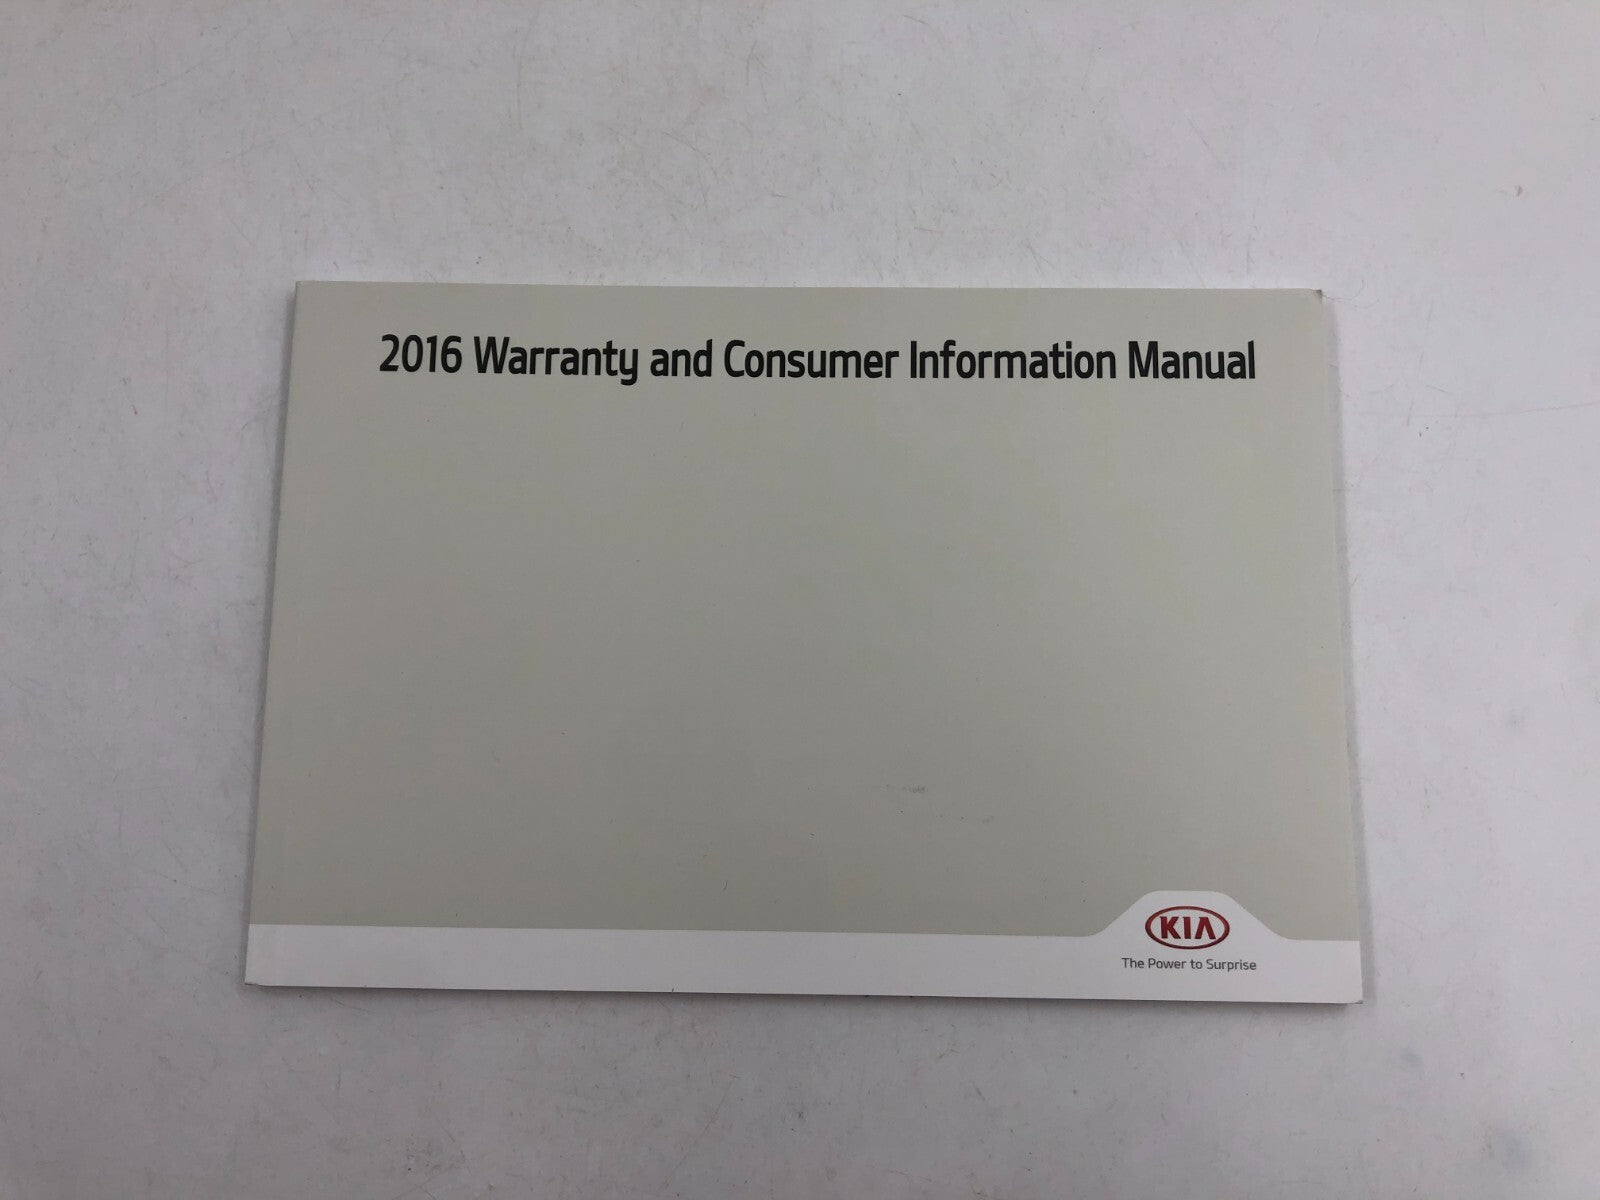 2016 Warranty and Consumer Information Manual
KIA
The Power to Surprise